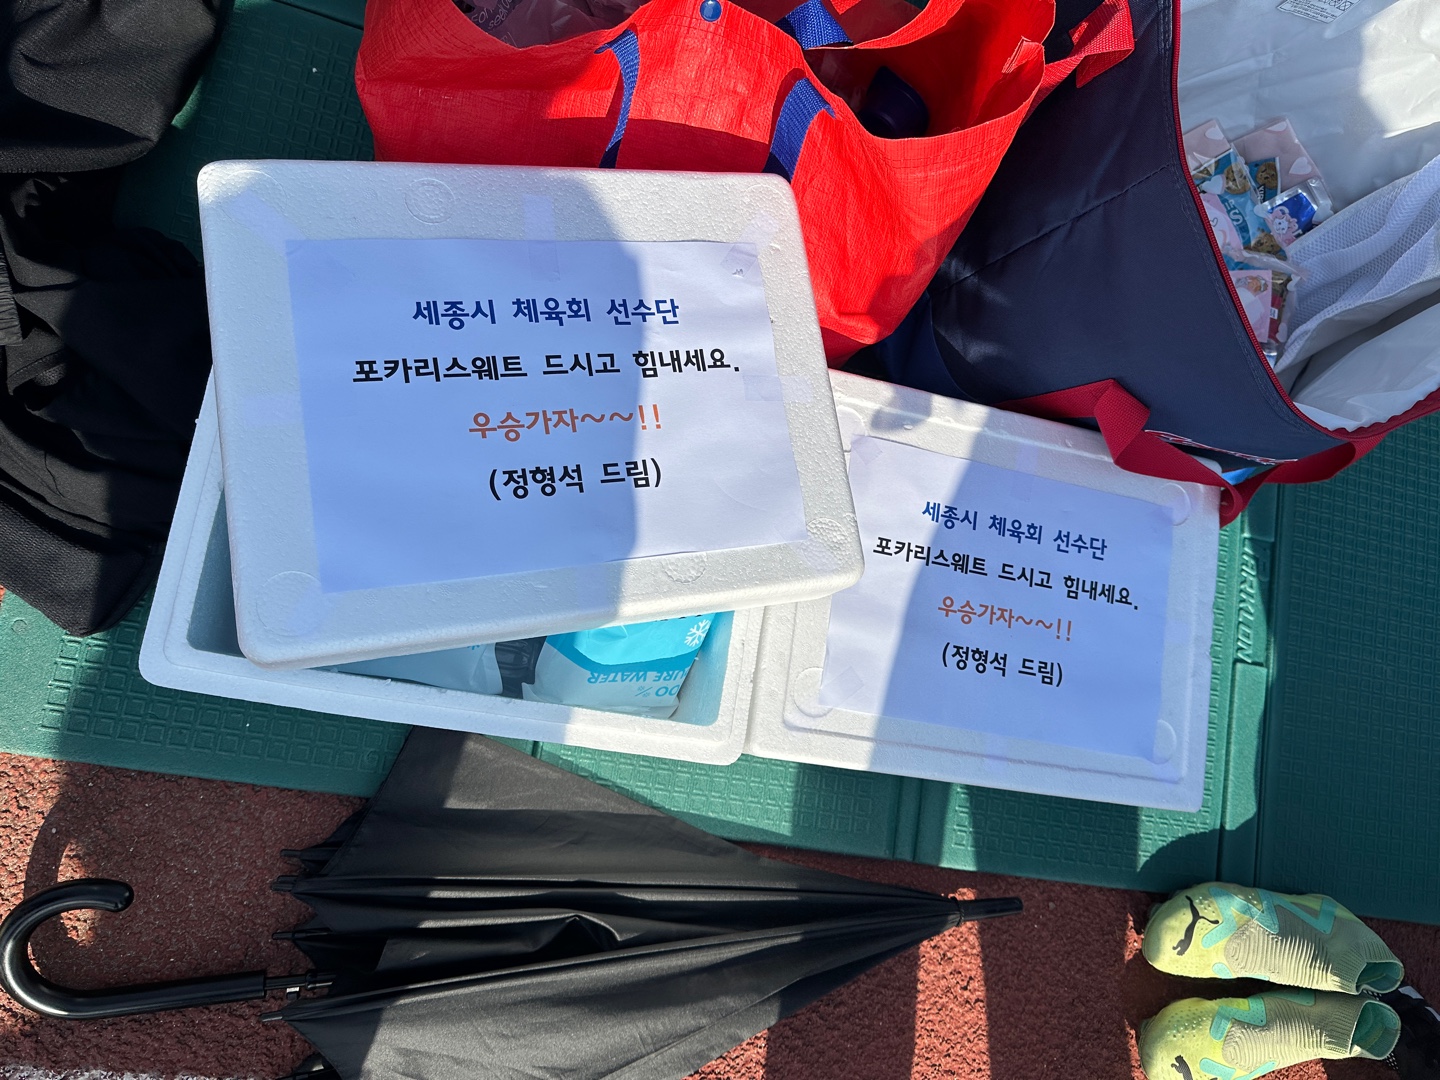 세종시 체육회 선수단
포카리스웨트 드시고 힘내세요.
우승가자~~!!
(정형석 드림)
세종시 체육회 선수단
포카리스웨트 드시고 힘내세요.
우승가자~~!!
(정형석 드림)
PURE WATER